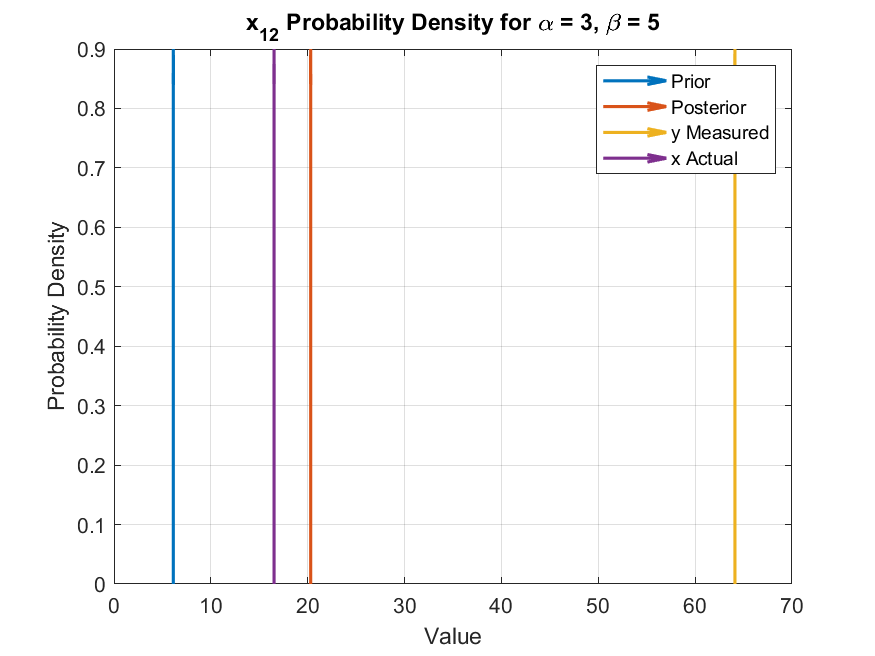 x12 Probability Density for α = 3, β = 5
Prior
Posterior
y Measured
x Actual
Probability Density
0.9
0.8
0.7
0.6
0.5
0.4
0.3
0.2
0.1
0
0 10 20 30 40 50 60 70
Value